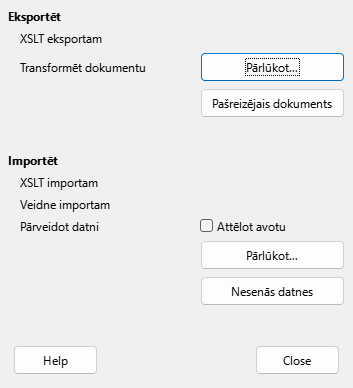 Eksportēt
XSLT eksportam
Transformēt dokumentu
Pārlūkot...
Pašreizējais dokuments
Importēt
XSLT importam
Veidne importam
Pārveidot datni
Attēlot avotu
Pārlūkot...
Nesenās datnes
Help
Close